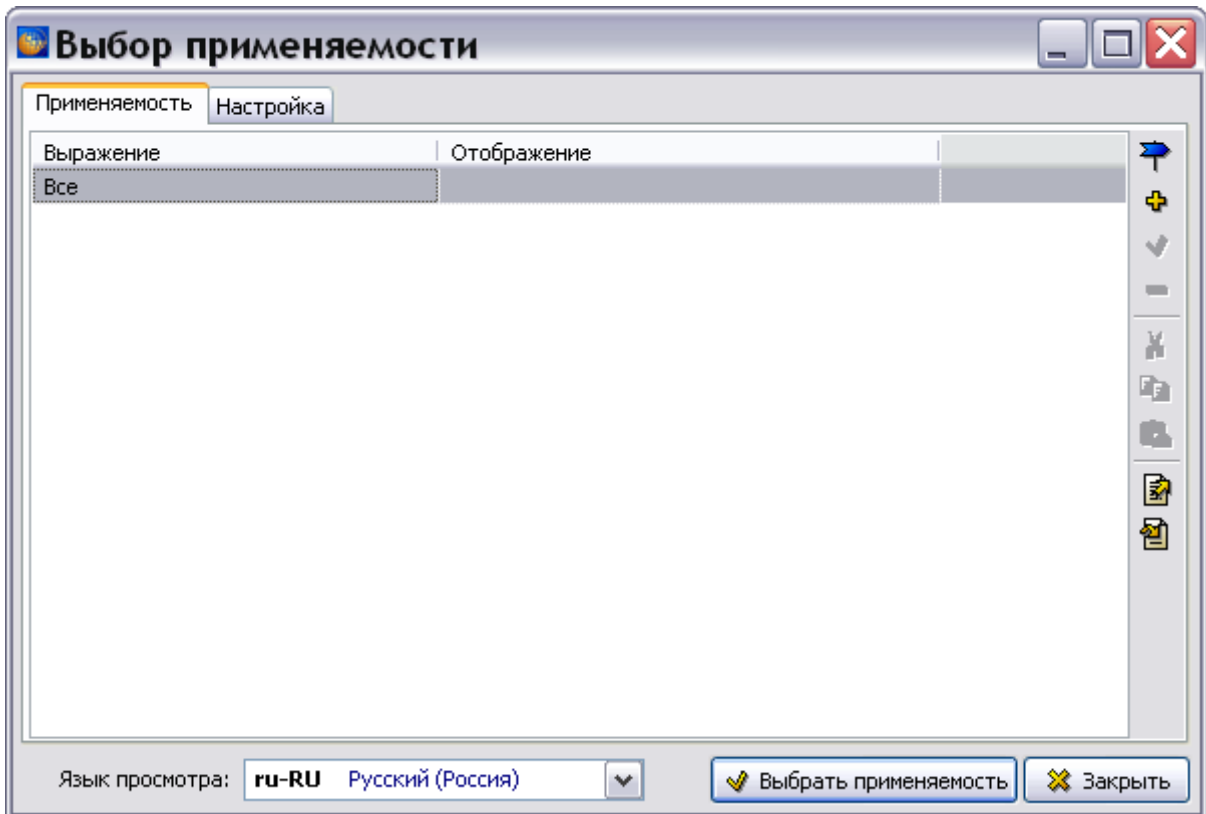 Выбор применяемости
Применяемость Настройка
Выражение Отображение
Все
Язык просмотра: ru-RU Русский (Россия) Выбрать применяемость Закрыть